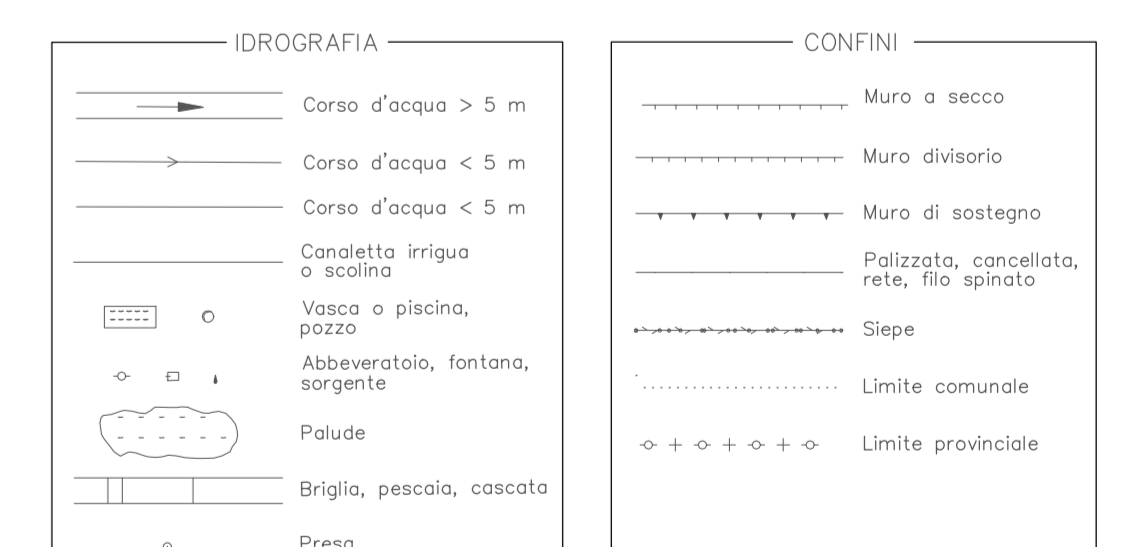 IDROGRAFIA
Corso d'acqua > 5 m
Corso d'acqua < 5 m
Corso d'acqua < 5 m
Canaletta irrigua
o scolina
Vasca o piscina,
pozzo
Abbeveratoio, fontana,
sorgente
Palude
Briglia, pescaia, cascata
Presa
CONFINI
Muro a secco
Muro divisorio
Muro di sostegno
Palizzata, cancellata,
rete, filo spinato
Siepe
Limite comunale
Limite provinciale